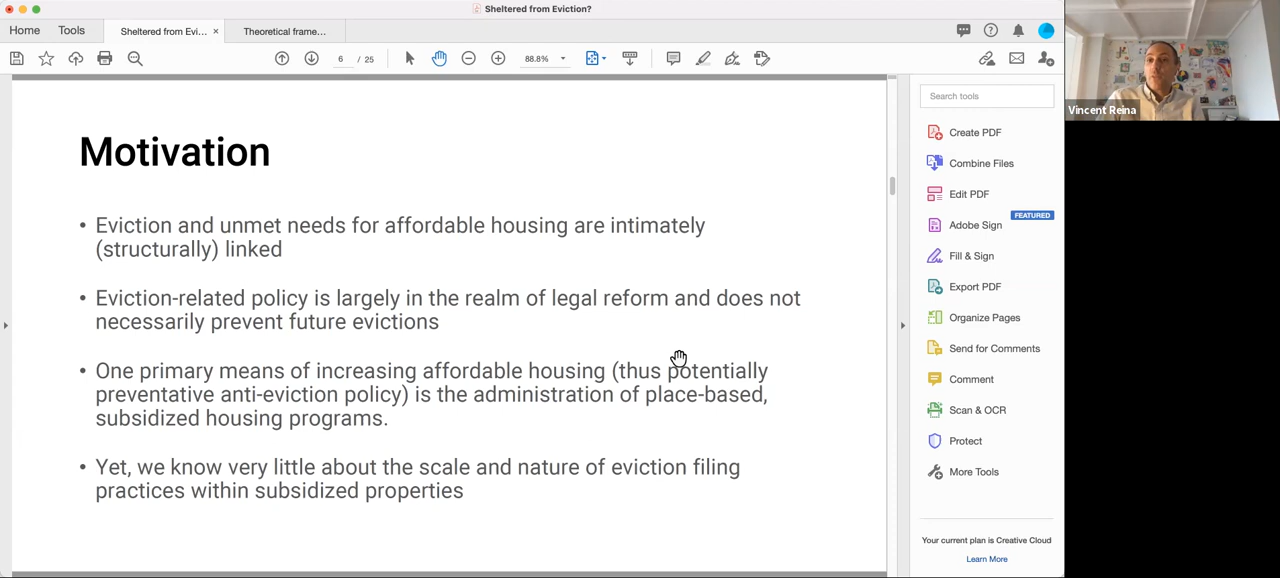 Sheltered from Eviction?
Home
Tools
Sheltered from Evi... ×
Theoretical frame...
6 / 25
88.8%
Vincent Reina
Motivation
• Eviction and unmet needs for affordable housing are intimately
(structurally) linked
• Eviction-related policy is largely in the realm of legal reform and does not
necessarily prevent future evictions
• One primary means of increasing affordable housing (thus potentially
preventative anti-eviction policy) is the administration of place-based,
subsidized housing programs.
• Yet, we know very little about the scale and nature of eviction filing
practices within subsidized properties
Search tools
Create PDF
Combine Files
Edit PDF
FEATURED
Adobe Sign
Fill & Sign
Export PDF
Organize Pages
Send for Comments
Comment
Scan & OCR
Protect
More Tools
Your current plan is Creative Cloud
Learn More